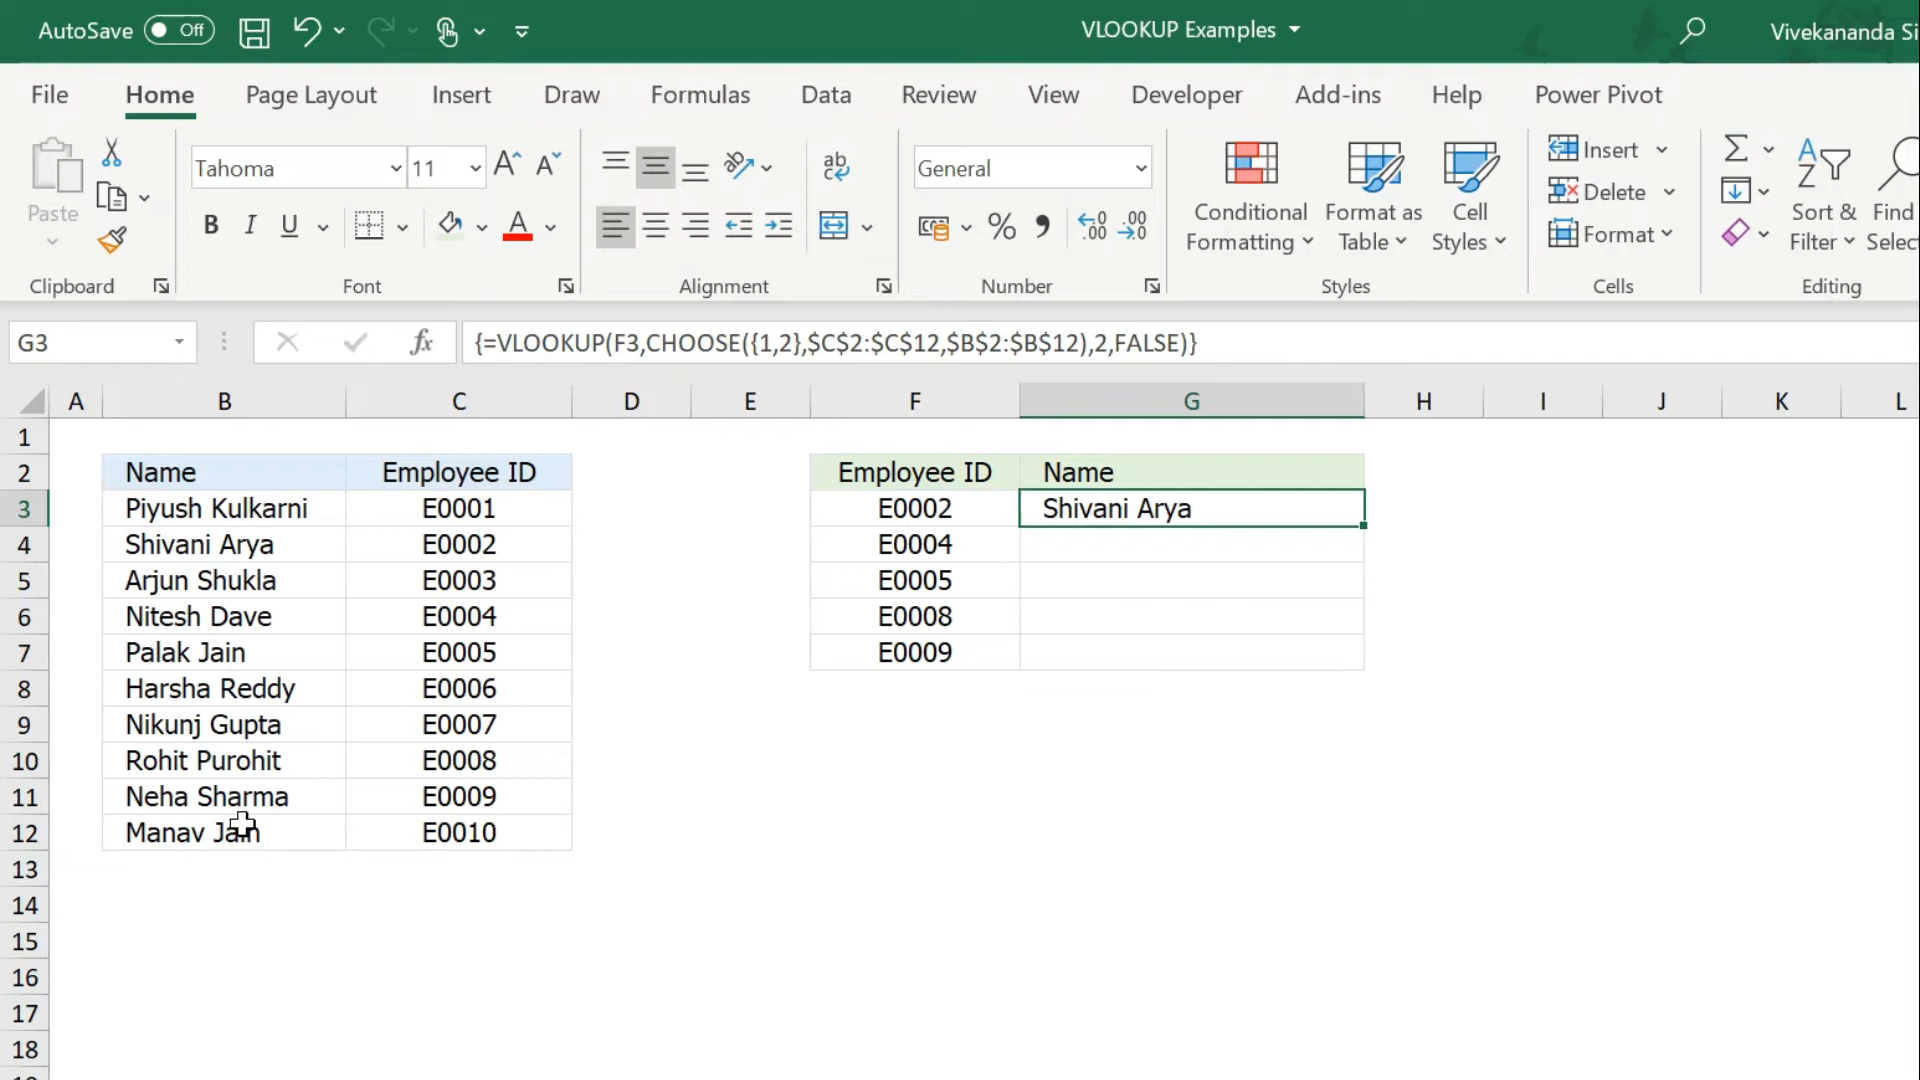 AutoSave Off VLOOKUP Examples Vivekananda Si
File Home Page Layout Insert Draw Formulas Data Review View Developer Add-ins Help Power Pivot
Paste
Clipboard
Tahoma 11
B I U A
Font
ab
Alignment
General
% ,
Number
Conditional Formatting
Format as Table
Cell Styles
Styles
Insert
Delete
Format
Cells
Sort & Filter
Find Selec
Editing
G3 fx {=VLOOKUP(F3,CHOOSE({1,2},$C$2:$C$12,$B$2:$B$12),2,FALSE)}
A B C D E F G H I J K L
1
2 Name Employee ID Employee ID Name
3 Piyush Kulkarni E0001 E0002 Shivani Arya
4 Shivani Arya E0002 E0004
5 Arjun Shukla E0003 E0005
6 Nitesh Dave E0004 E0008
7 Palak Jain E0005 E0009
8 Harsha Reddy E0006
9 Nikunj Gupta E0007
10 Rohit Purohit E0008
11 Neha Sharma E0009
12 Manav Jain E0010
13
14
15
16
17
18